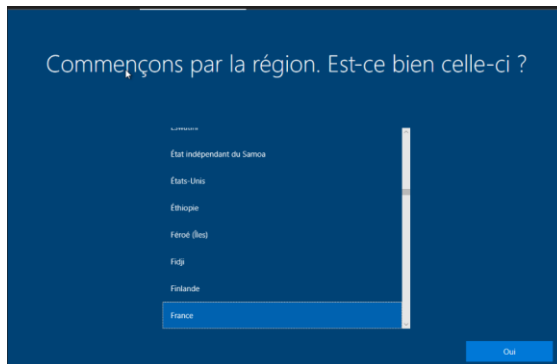 Commençons par la région. Est-ce bien celle-ci ?
Eswatini
État indépendant du Samoa
États-Unis
Éthiopie
Féroé (Îles)
Fidji
Finlande
France
Oui